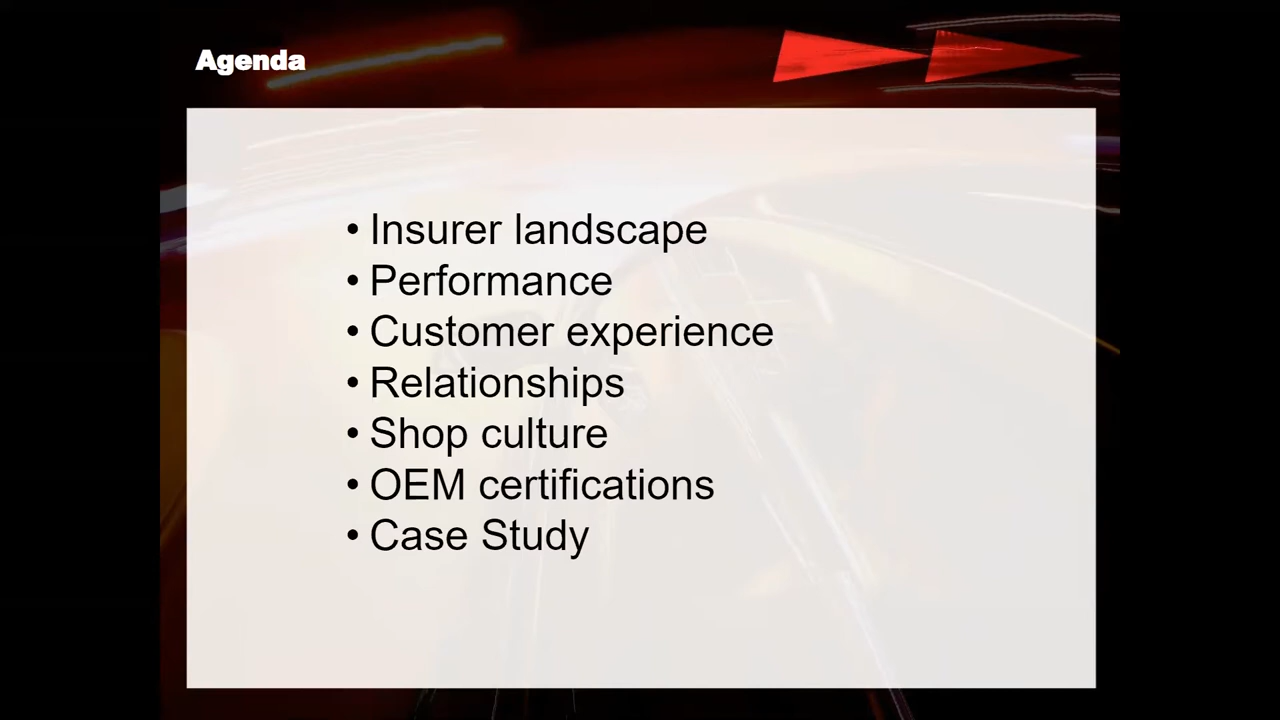 Agenda
• Insurer landscape
• Performance
• Customer experience
• Relationships
• Shop culture
• OEM certifications
• Case Study